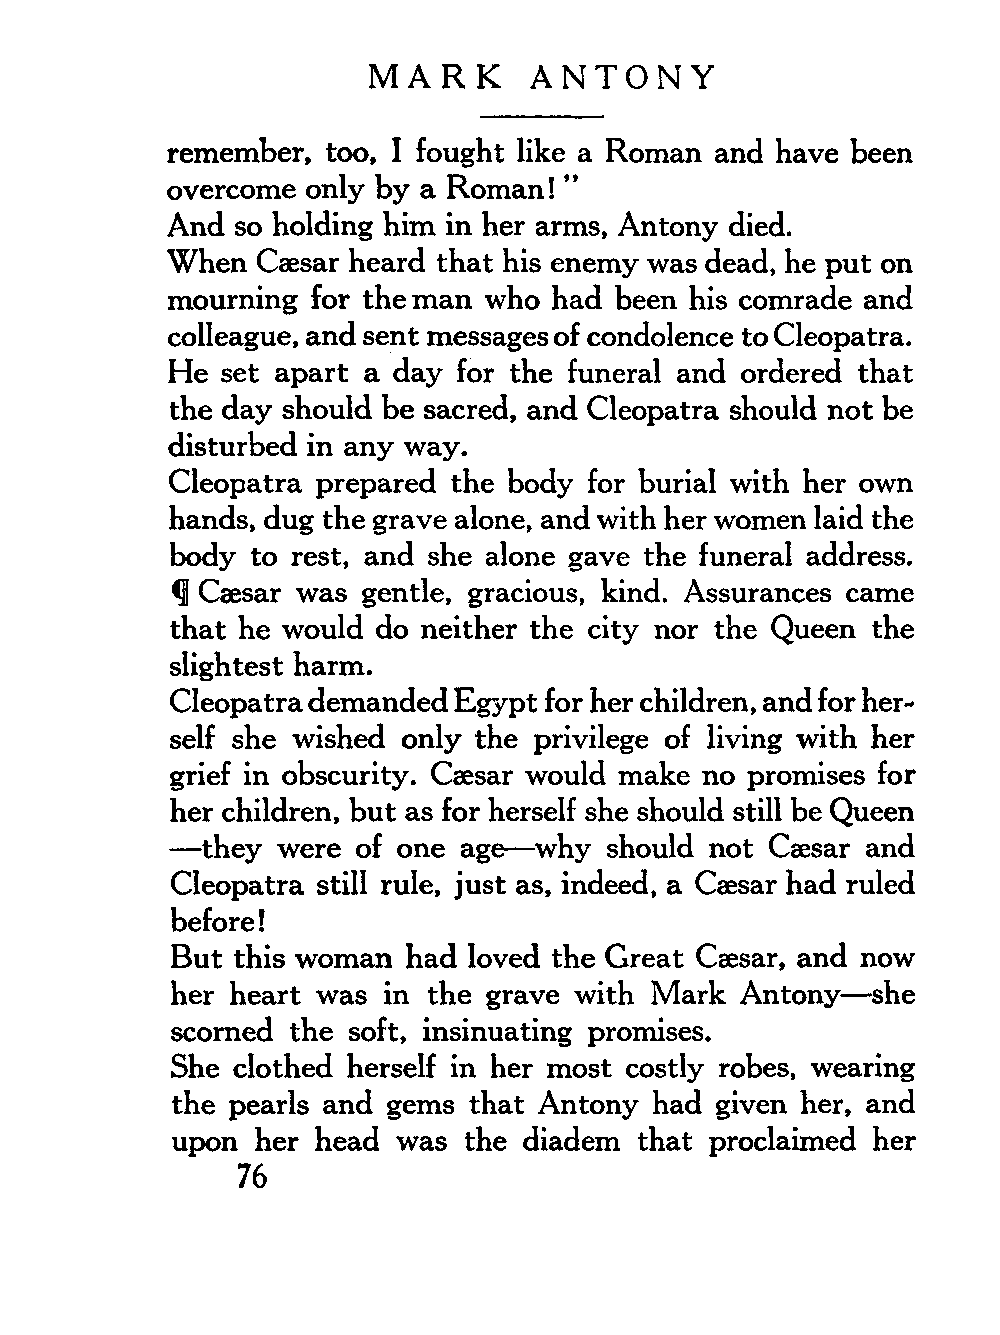 MARK ANTONY
remember, too, I fought like a Roman and have been
overcome only by a Roman! "
And so holding him in her arms, Antony died.
When Cæsar heard that his enemy was dead, he put on
mourning for the man who had been his comrade and
colleague, and sent messages of condolence to Cleopatra.
He set apart a day for the funeral and ordered that
the day should be sacred, and Cleopatra should not be
disturbed in any way.
Cleopatra prepared the body for burial with her own
hands, dug the grave alone, and with her women laid the
body to rest, and she alone gave the funeral address.
¶ Cæsar was gentle, gracious, kind. Assurances came
that he would do neither the city nor the Queen the
slightest harm.
Cleopatra demanded Egypt for her children, and for her-
self she wished only the privilege of living with her
grief in obscurity. Cæsar would make no promises for
her children, but as for herself she should still be Queen
—they were of one age—why should not Cæsar and
Cleopatra still rule, just as, indeed, a Cæsar had ruled
before!
But this woman had loved the Great Cæsar, and now
her heart was in the grave with Mark Antony—she
scorned the soft, insinuating promises.
She clothed herself in her most costly robes, wearing
the pearls and gems that Antony had given her, and
upon her head was the diadem that proclaimed her
76